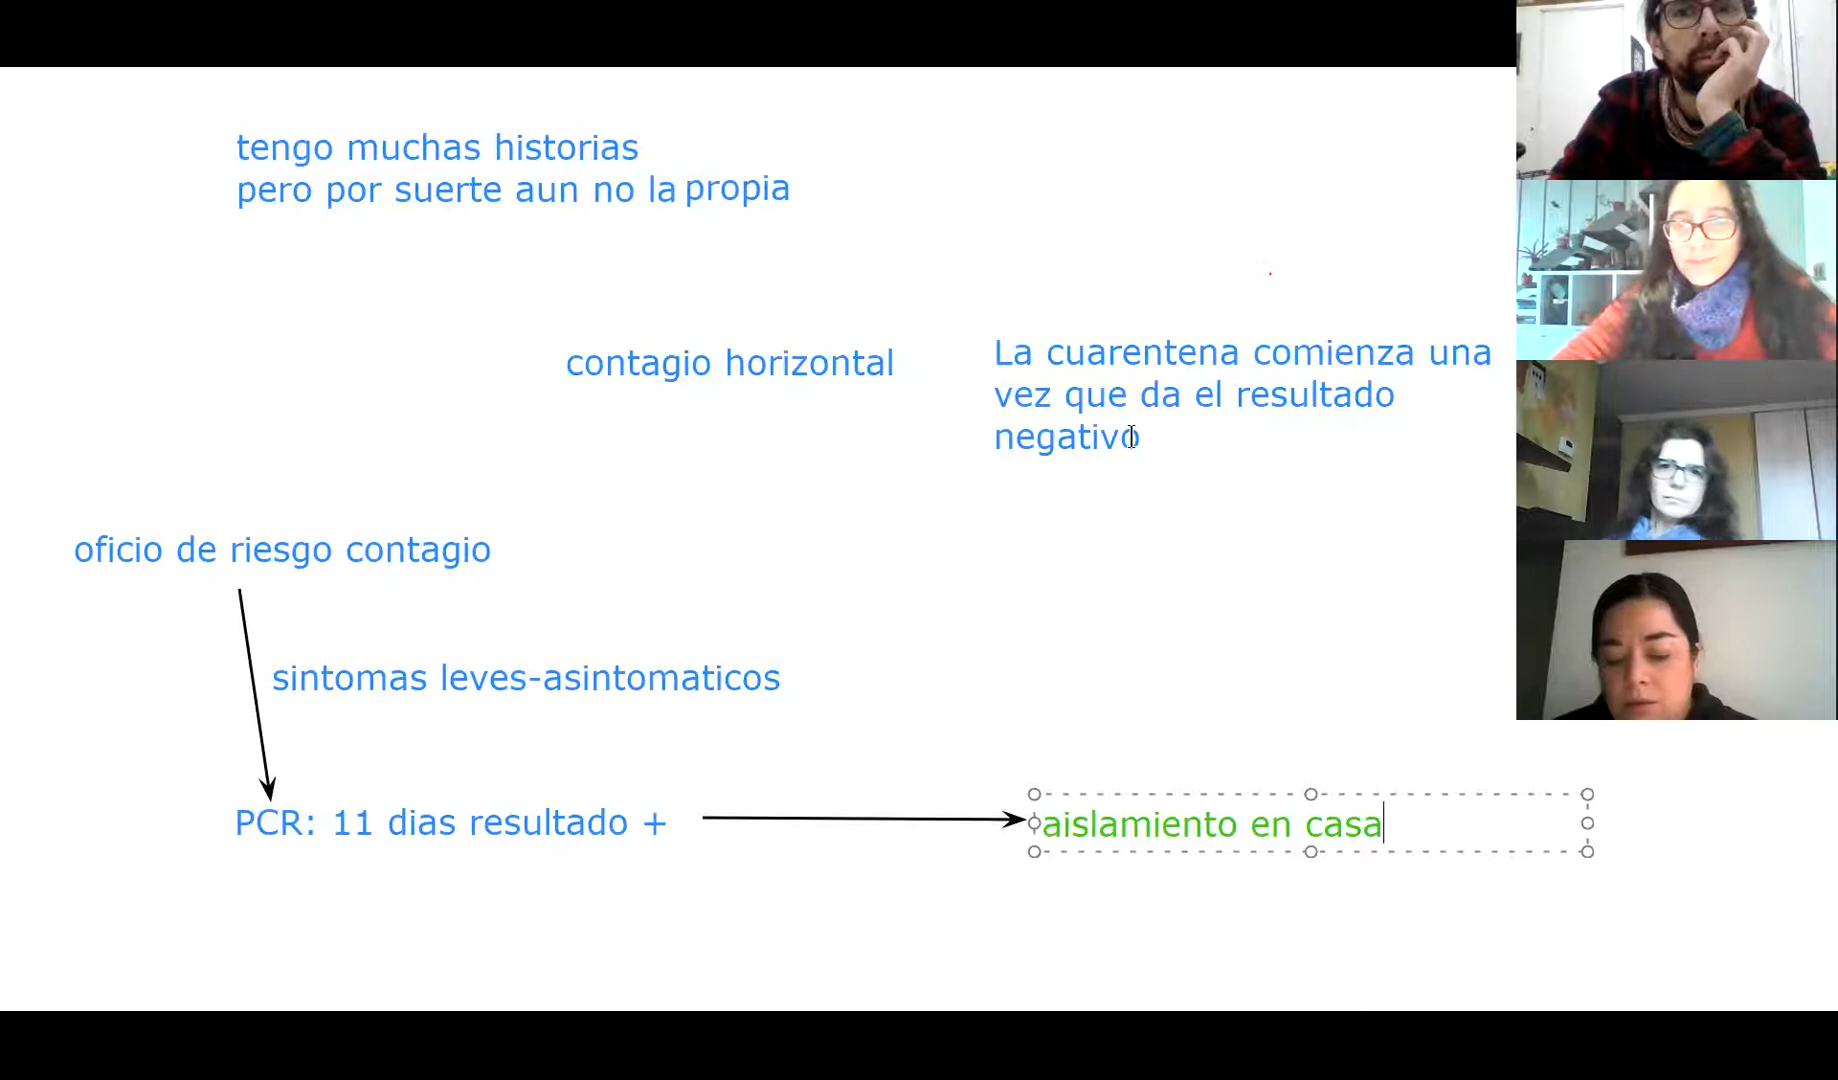 tengo muchas historias
pero por suerte aun no la propia
contagio horizontal
La cuarentena comienza una
vez que da el resultado
negativo
oficio de riesgo contagio
sintomas leves-asintomaticos
PCR: 11 dias resultado +
aislamiento en casa